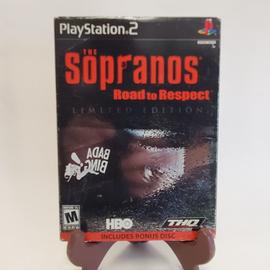 PlayStation 2
THE
Sopranos
Road to Respect
LIMITED EDITION
BADA
BING
M
HBO
THQ
INCLUDES BONUS DISC